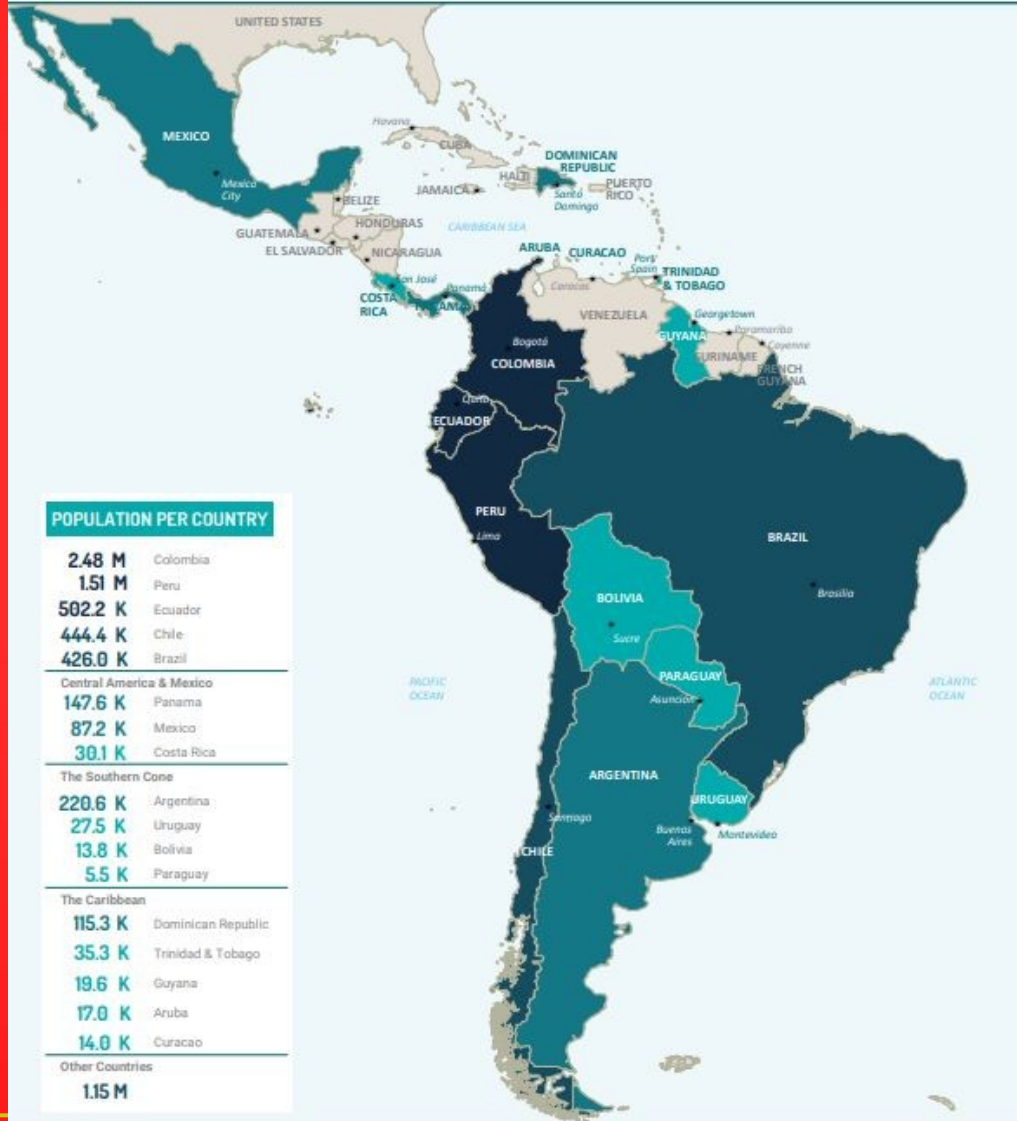 UNITED STATES
MEXICO
Mexico
City
Havana
CUBA
DOMINICAN
REPUBLIC
HAITI
JAMAICA
Santo
Domingo
PUERTO
RICO
BELIZE
HONDURAS
GUATEMALA
EL SALVADOR
NICARAGUA
CARIBBEAN SEA
ARUBA
CURACAO
Port
Spain
TRINIDAD
& TOBAGO
San José
COSTA
RICA
Panamá
PANAMA
Caracas
VENEZUELA
Georgetown
GUYANA
Paramaribo
SURINAME
Cayenne
FRENCH
GUYANA
Bogotá
COLOMBIA
Quito
ECUADOR
PERU
Lima
BRAZIL
Brasilia
BOLIVIA
Sucre
PARAGUAY
Asunción
PACIFIC
OCEAN
ATLANTIC
OCEAN
ARGENTINA
URUGUAY
Santiago
Buenos
Aires
Montevideo
CHILE
POPULATION PER COUNTRY
2.48 M Colombia
1.51 M Peru
502.2 K Ecuador
444.4 K Chile
426.0 K Brazil
Central America & Mexico
147.6 K Panama
87.2 K Mexico
30.1 K Costa Rica
The Southern Cone
220.6 K Argentina
27.5 K Uruguay
13.8 K Bolivia
5.5 K Paraguay
The Caribbean
115.3 K Dominican Republic
35.3 K Trinidad & Tobago
19.6 K Guyana
17.0 K Aruba
14.0 K Curacao
Other Countries
1.15 M